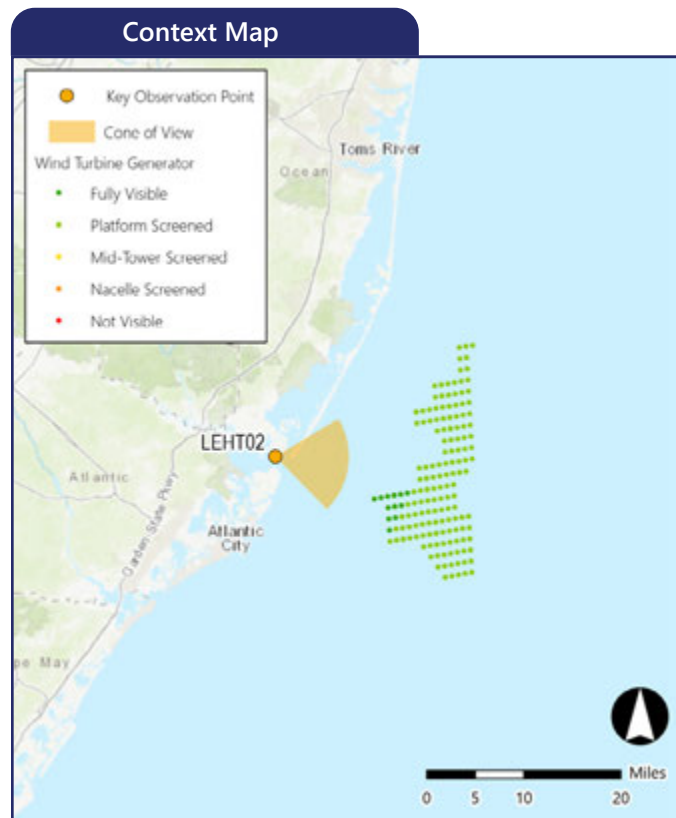 Context Map
Key Observation Point
Cone of View
Wind Turbine Generator
Fully Visible
Platform Screened
Mid-Tower Screened
Nacelle Screened
Not Visible
Toms River
Ocean
LEHT02
Atlantic
Garden State Pkwy
Atlantic
City
pe May
Miles
0 5 10 20